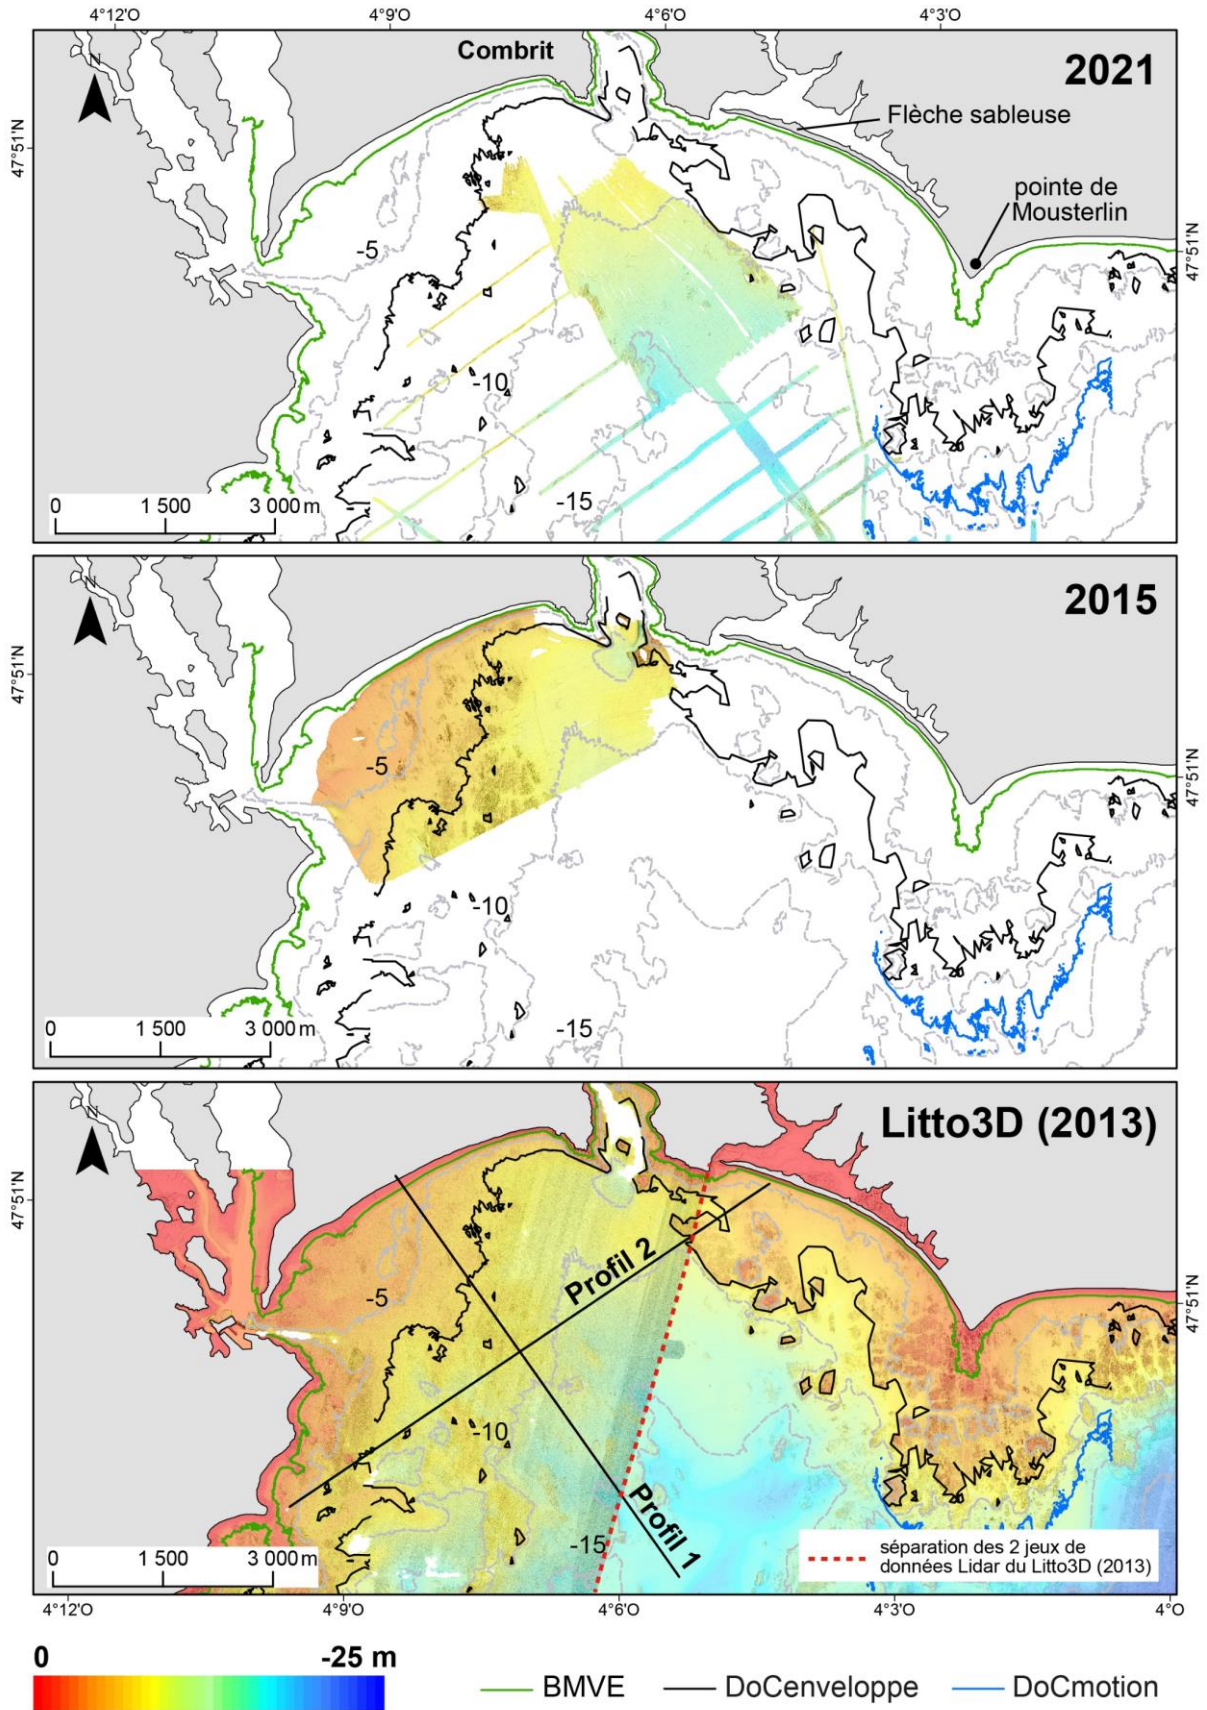 4°12'O 4°9'O 4°6'O 4°3'O
Combrit
2021
N
Flèche sableuse
47°51'N
pointe de
Mousterlin
47°51'N
-5
-10
-15
0 1 500 3 000 m
2015
N
47°51'N
47°51'N
-5
-10
-15
0 1 500 3 000 m
Litto3D (2013)
N
47°51'N
47°51'N
-5
Profil 2
-10
Profil 1
-15
0 1 500 3 000 m
séparation des 2 jeux de
données Lidar du Litto3D (2013)
4°12'O 4°9'O 4°6'O 4°3'O 4°O
0 -25 m
BMVE DoCenveloppe DoCmotion